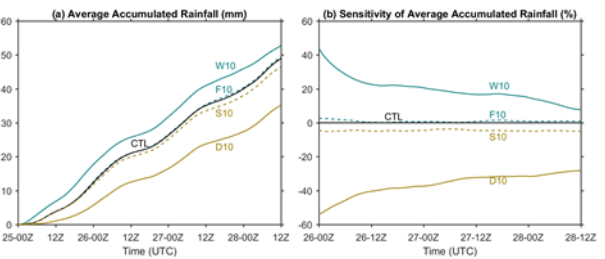 (a) Average Accumulated Rainfall (mm)
60
50
40
30
20
10
0
W10
F10
S10
CTL
D10
25-00Z 12Z 26-00Z 12Z 27-00Z 12Z 28-00Z 12Z
Time (UTC)
(b) Sensitivity of Average Accumulated Rainfall (%)
60
40
20
0
-20
-40
-60
W10
F10
CTL
S10
D10
26-00Z 26-12Z 27-00Z 27-12Z 28-00Z 28-12Z
Time (UTC)